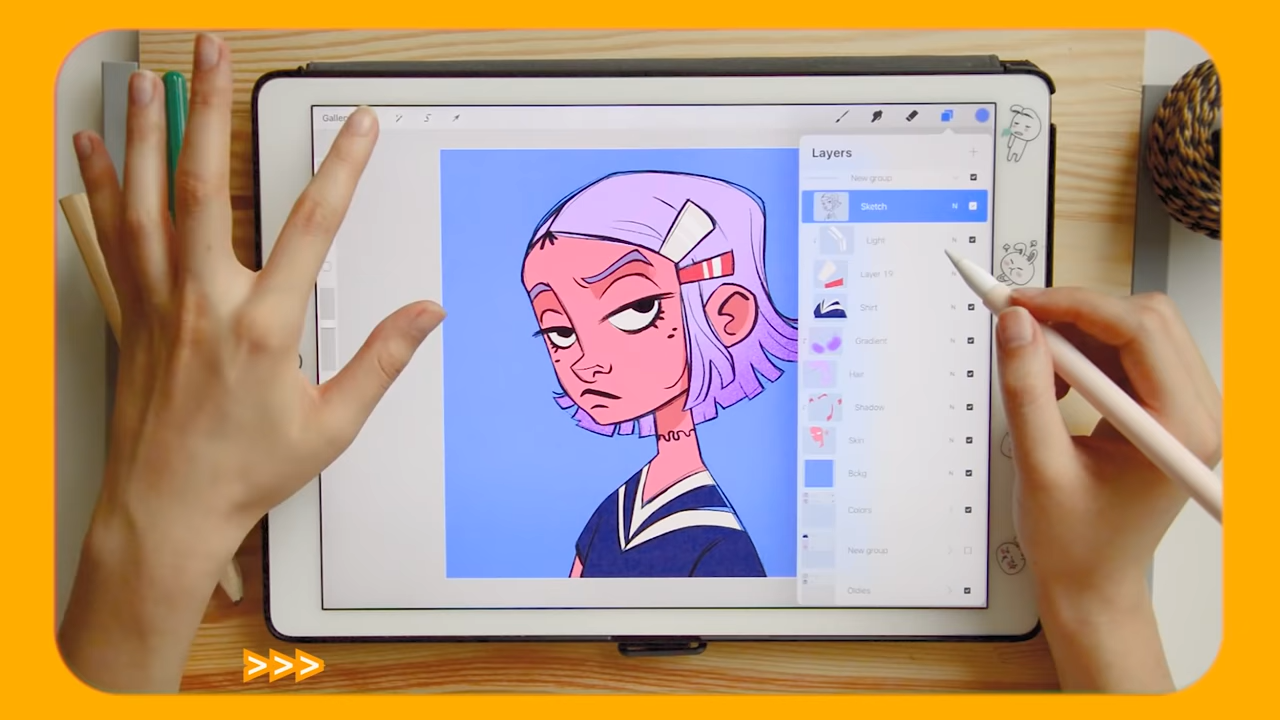 Gallery
Layers
New group
Sketch N
Light N
Layer 19
Shirt N
Gradient N
Hair N
Shadow N
Skin N
Bckg N
Colors
New group
Oldies
>>>